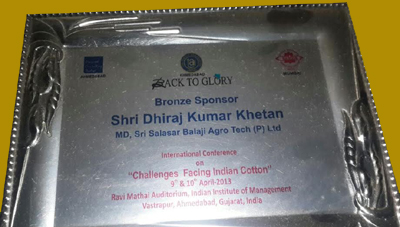 BACK TO GLORY
Bronze Sponsor
Shri Dhiraj Kumar Khetan
MD, Sri Salasar Balaji Agro Tech (P) Ltd
International Conference
on
"Challenges Facing Indian Cotton"
9th & 10th April-2013
Ravi Mathai Auditorium, Indian Institute of Management
Vastrapur, Ahmedabad, Gujarat, India